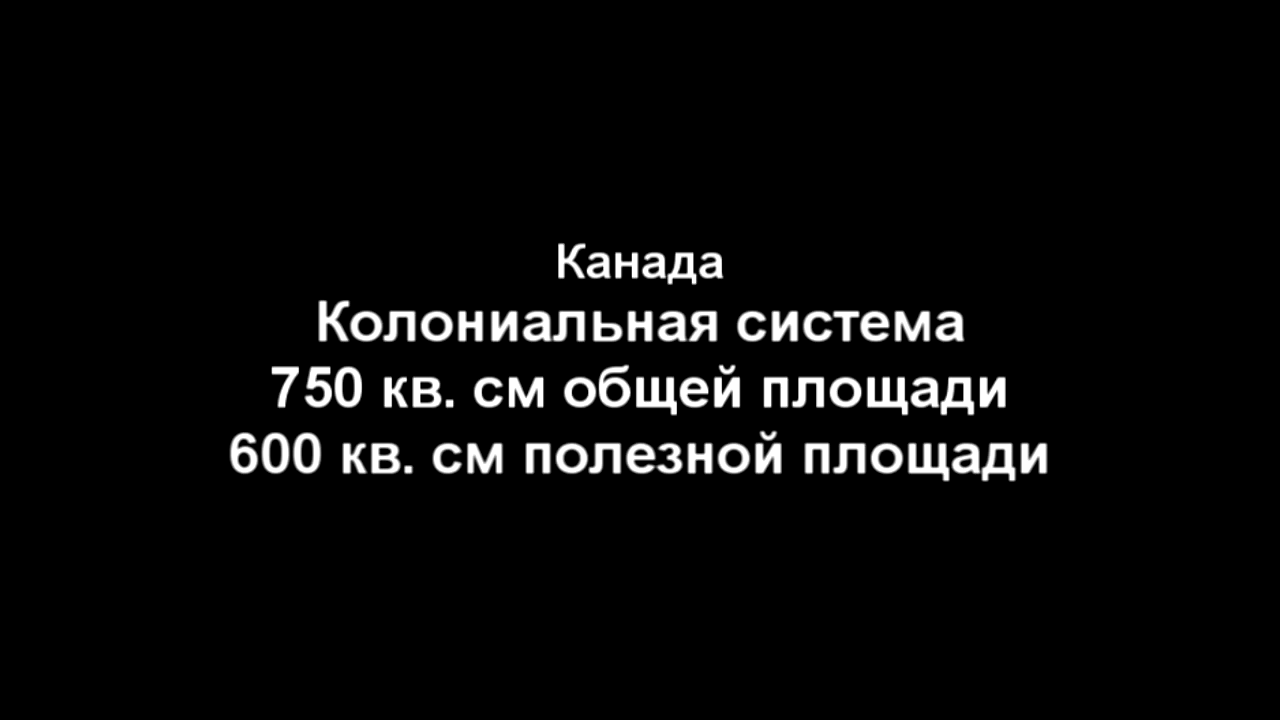 Канада
Колониальная система
750 кв. см общей площади
600 кв. см полезной площади